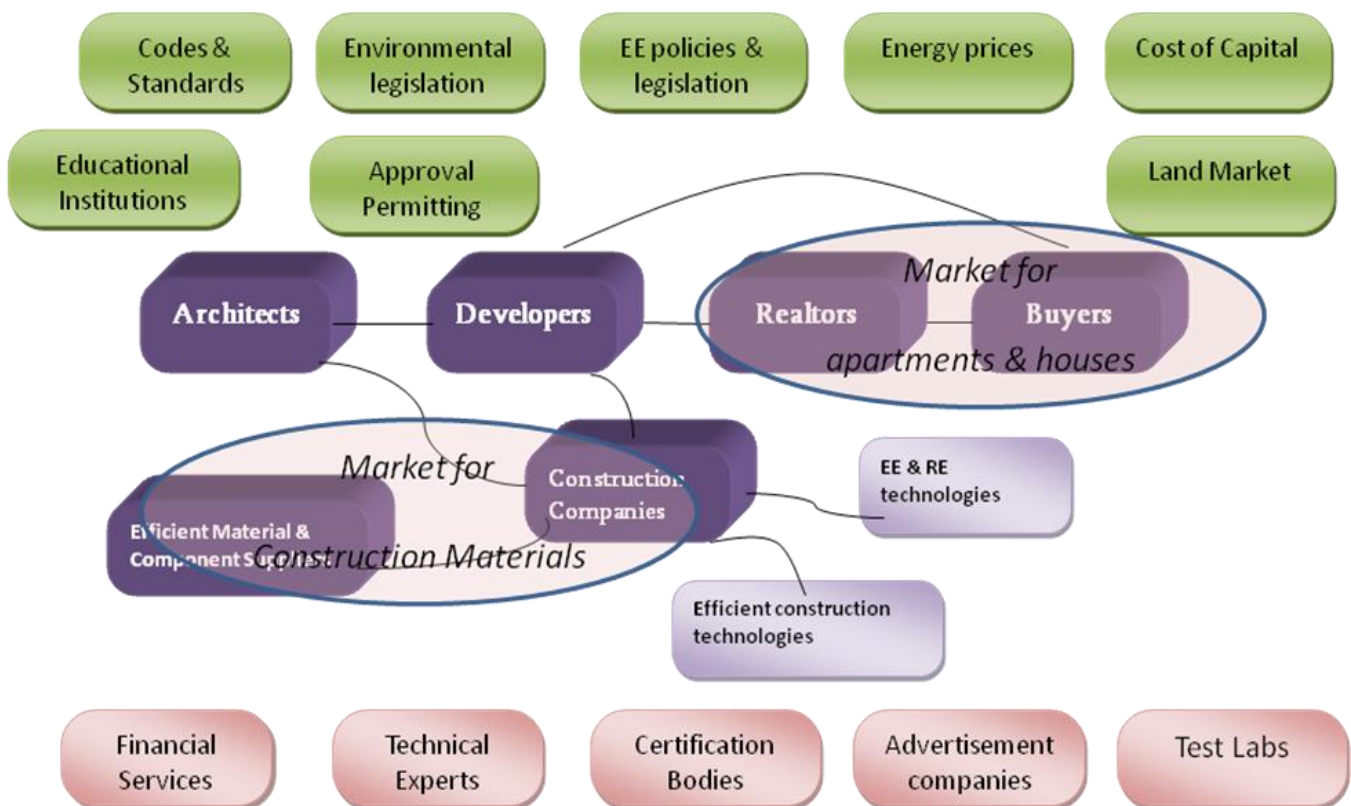 Codes &
Standards
Environmental
legislation
EE policies &
legislation
Energy prices
Cost of Capital
Educational
Institutions
Approval
Permitting
Land Market
Architects
Developers
Realtors
Buyers
Market for
apartments & houses
Market for
Construction Materials
Construction
Companies
Efficient Material &
Component Suppliers
EE & RE
technologies
Efficient construction
technologies
Financial
Services
Technical
Experts
Certification
Bodies
Advertisement
companies
Test Labs